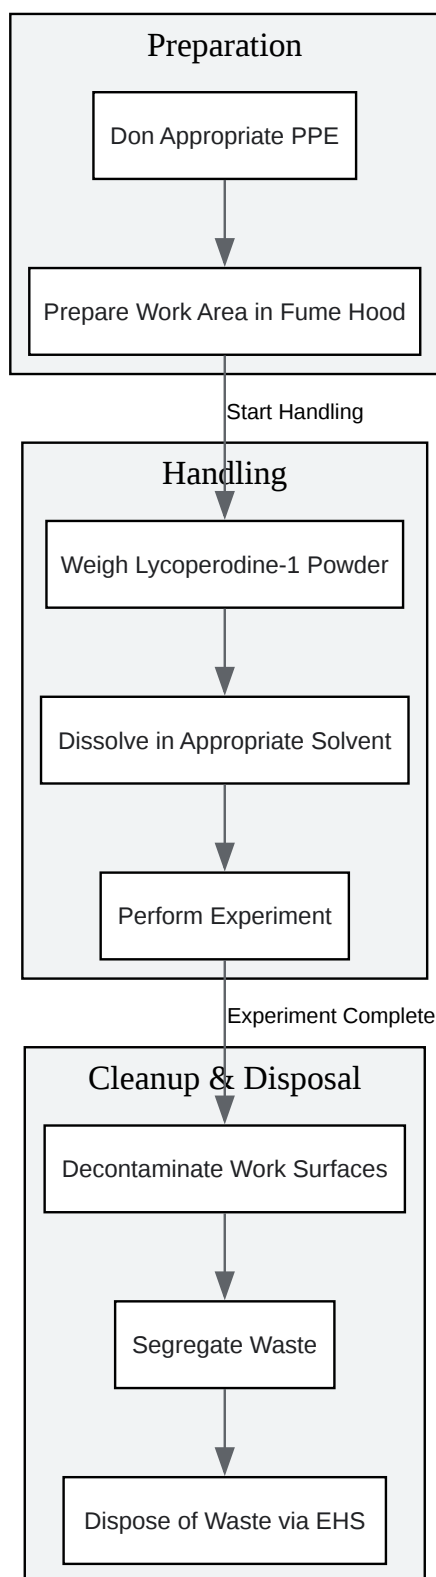 Preparation
Don Appropriate PPE
Prepare Work Area in Fume Hood
Start Handling
Handling
Weigh Lycoperodine-1 Powder
Dissolve in Appropriate Solvent
Perform Experiment
Experiment Complete
Cleanup & Disposal
Decontaminate Work Surfaces
Segregate Waste
Dispose of Waste via EHS